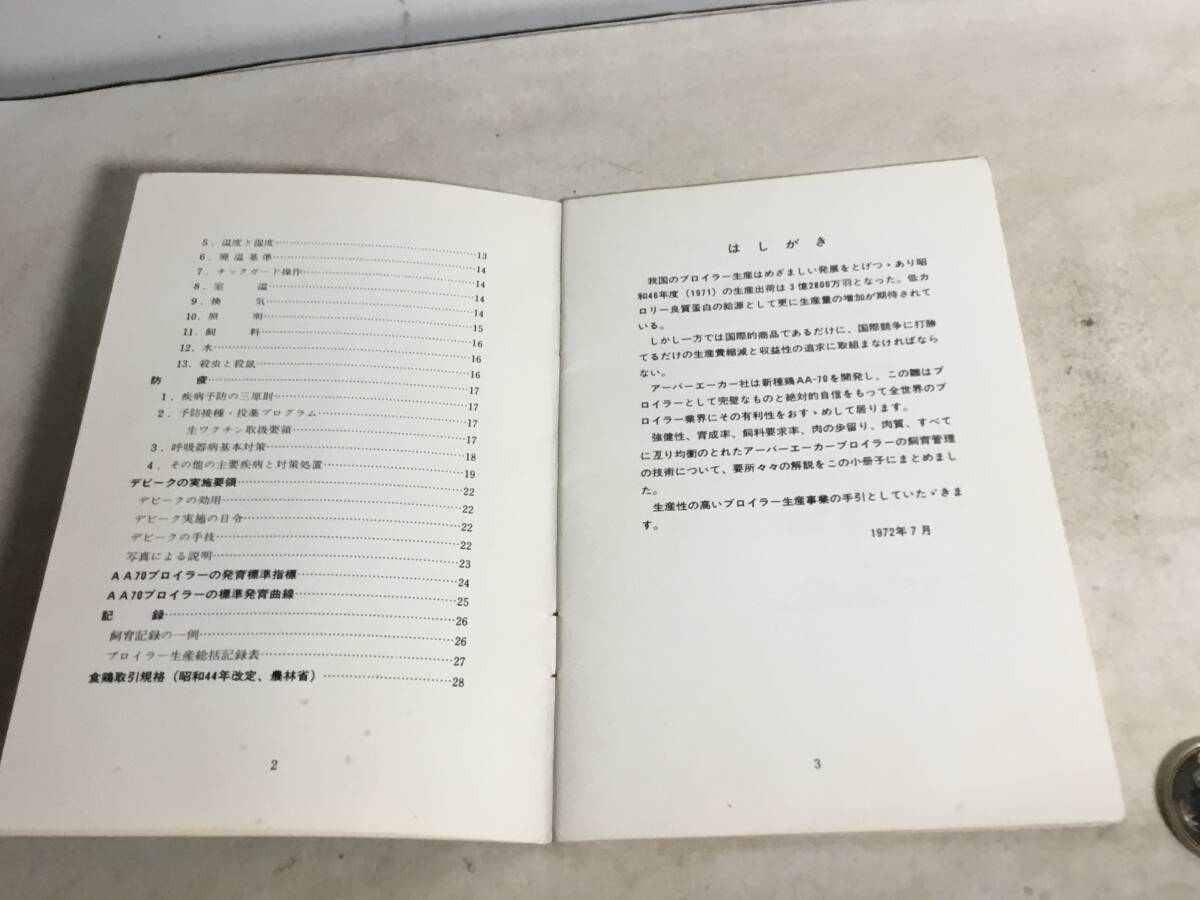 5．温度と湿度……13
6．廃温基準……14
7．チックガード操作……14
8．室　　温……14
9．換　　気……14
10．照　　明……15
11．飼　　料……16
12．水……16
13．殺虫と殺鼠……16
防　　疫……17
1．疾病予防の三原則……17
2．予防接種・投薬プログラム……17
生ワクチン取扱要領……17
3．呼吸器病基本対策……18
4．その他の主要疾病と対策処置……19
デビークの実施要領……22
デビークの効用……22
デビーク実施の日令……22
デビークの手技……22
写真による説明……23
ＡＡ70ブロイラーの発育標準指標……24
ＡＡ70ブロイラーの標準発育曲線……25
記　　録……26
飼育記録の一例……26
ブロイラー生産総括記録表……27
食鶏取引規格（昭和44年改定、農林省）……28
2
は し が き
我国のブロイラー生産はめざましい発展をとげつゝあり昭
和46年度（1971）の生産出荷は３億2800万羽となった。低カ
ロリー良質蛋白の給源として更に生産量の増加が期待されて
いる。
しかし一方では国際的商品であるだけに、国際競争に打勝
てるだけの生産費縮減と収益性の追求に取組まなければなら
ない。
アーバーエーカー社は新種鶏AA-70を開発し、この雛はブ
ロイラーとして完璧なものと絶対的自信をもって全世界のブ
ロイラー業界にその有利性をおすゝめして居ります。
強健性、育成率、飼料要求率、肉の歩留り、肉質、すべて
に亙り均衡のとれたアーバーエーカーブロイラーの飼育管理
の技術について、要所々々の解説をこの小冊子にまとめまし
た。
生産性の高いブロイラー生産事業の手引としていたゞきま
す。
1972年７月
3